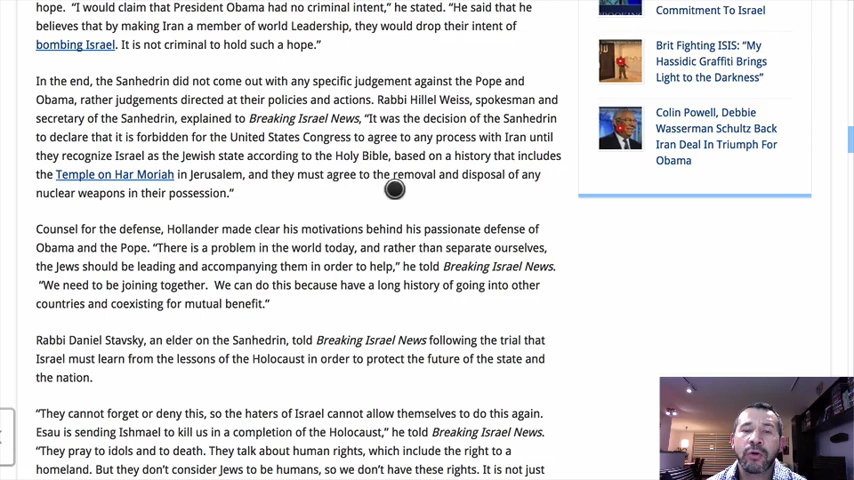 hope.  “I would claim that President Obama had no criminal intent,” he stated. “He said that he
believes that by making Iran a member of world Leadership, they would drop their intent of
bombing Israel. It is not criminal to hold such a hope.”
In the end, the Sanhedrin did not come out with any specific judgement against the Pope and
Obama, rather judgements directed at their policies and actions. Rabbi Hillel Weiss, spokesman and
secretary of the Sanhedrin, explained to Breaking Israel News, “It was the decision of the Sanhedrin
to declare that it is forbidden for the United States Congress to agree to any process with Iran until
they recognize Israel as the Jewish state according to the Holy Bible, based on a history that includes
the Temple on Har Moriah in Jerusalem, and they must agree to the removal and disposal of any
nuclear weapons in their possession.”
Counsel for the defense, Hollander made clear his motivations behind his passionate defense of
Obama and the Pope. “There is a problem in the world today, and rather than separate ourselves,
the Jews should be leading and accompanying them in order to help,” he told Breaking Israel News.
“We need to be joining together.  We can do this because have a long history of going into other
countries and coexisting for mutual benefit.”
Rabbi Daniel Stavsky, an elder on the Sanhedrin, told Breaking Israel News following the trial that
Israel must learn from the lessons of the Holocaust in order to protect the future of the state and
the nation.
“They cannot forget or deny this, so the haters of Israel cannot allow themselves to do this again.
Esau is sending Ishmael to kill us in a completion of the Holocaust,” he told Breaking Israel News.
“They pray to idols and to death. They talk about human rights, which include the right to a
homeland. But they don’t consider Jews to be humans, so we don’t have these rights. It is not just
Commitment To Israel
Brit Fighting ISIS: “My
Hassidic Graffiti Brings
Light to the Darkness”
Colin Powell, Debbie
Wasserman Schultz Back
Iran Deal In Triumph For
Obama